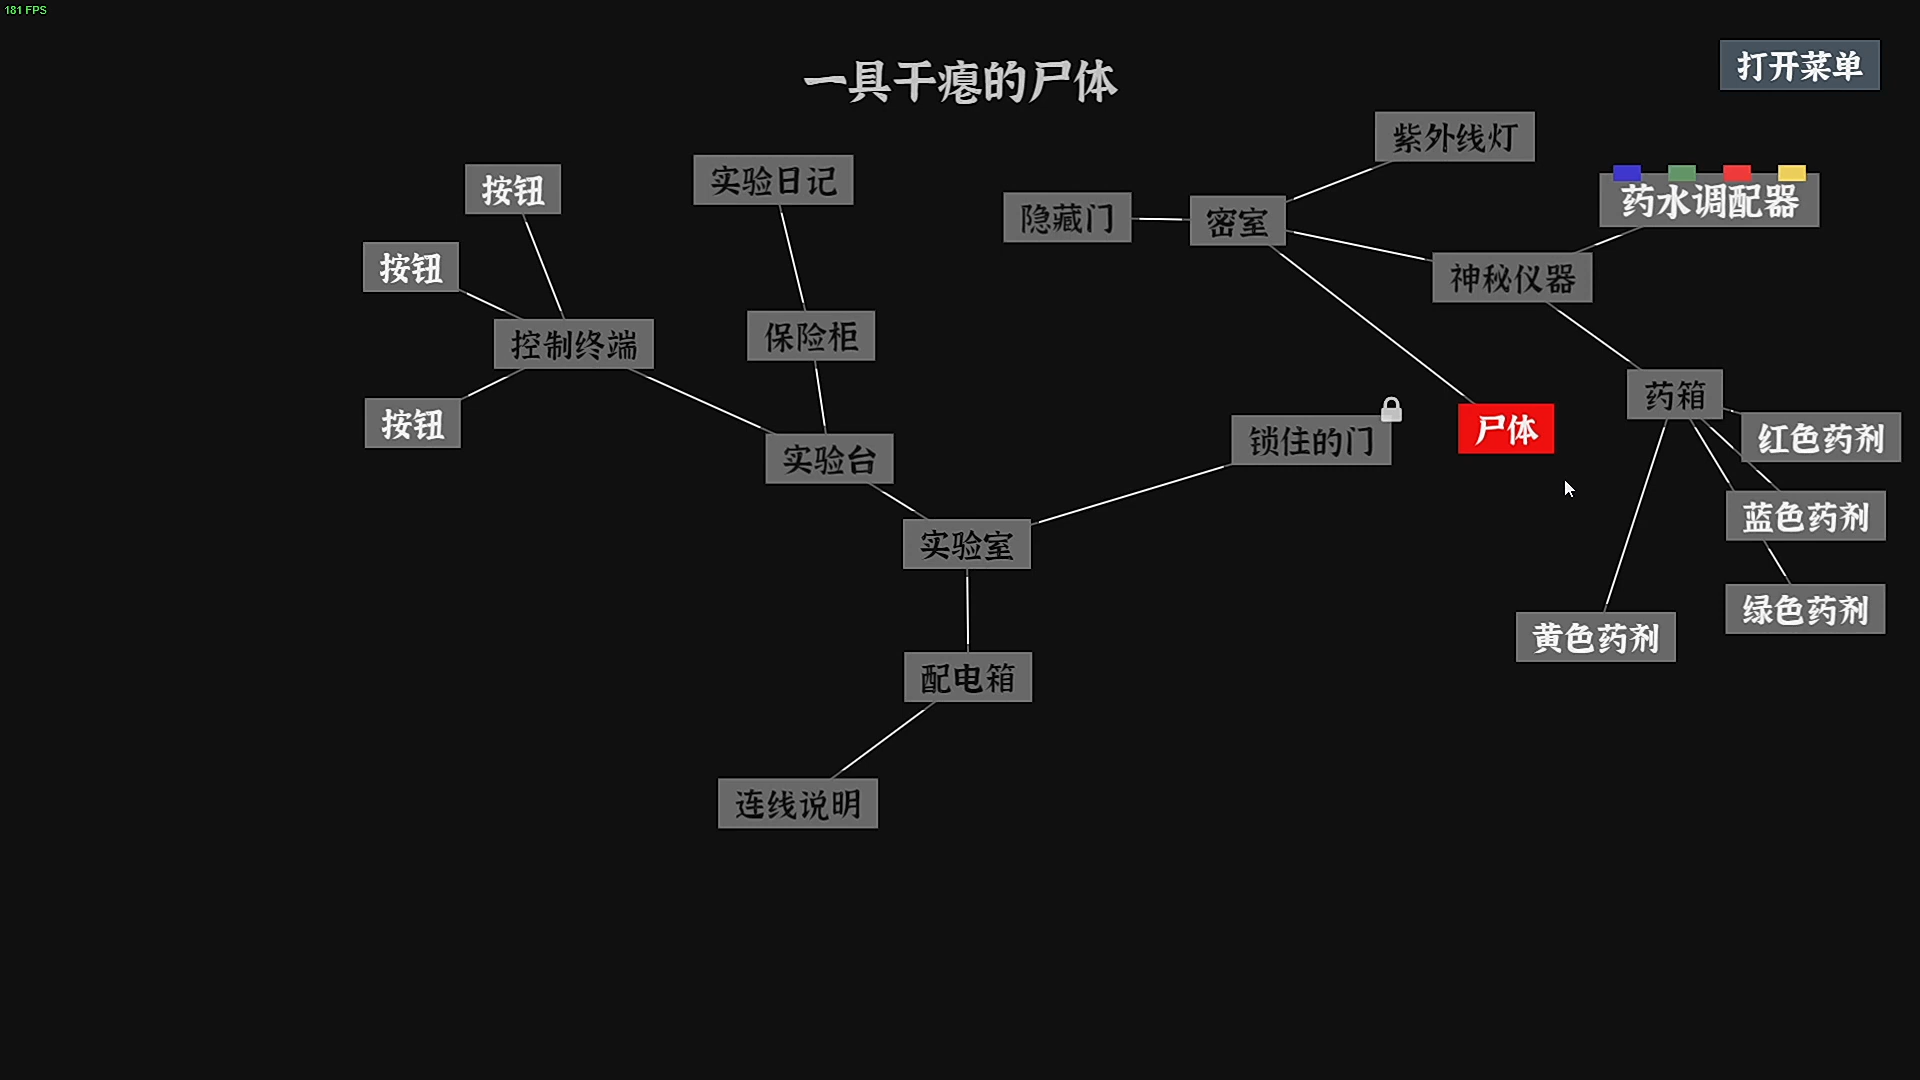 181 FPS
一具干瘪的尸体
打开菜单
紫外线灯
按钮
实验日记
隐藏门
密室
药水调配器
按钮
神秘仪器
控制终端
保险柜
药箱
按钮
锁住的门
尸体
红色药剂
实验台
蓝色药剂
实验室
绿色药剂
黄色药剂
配电箱
连线说明